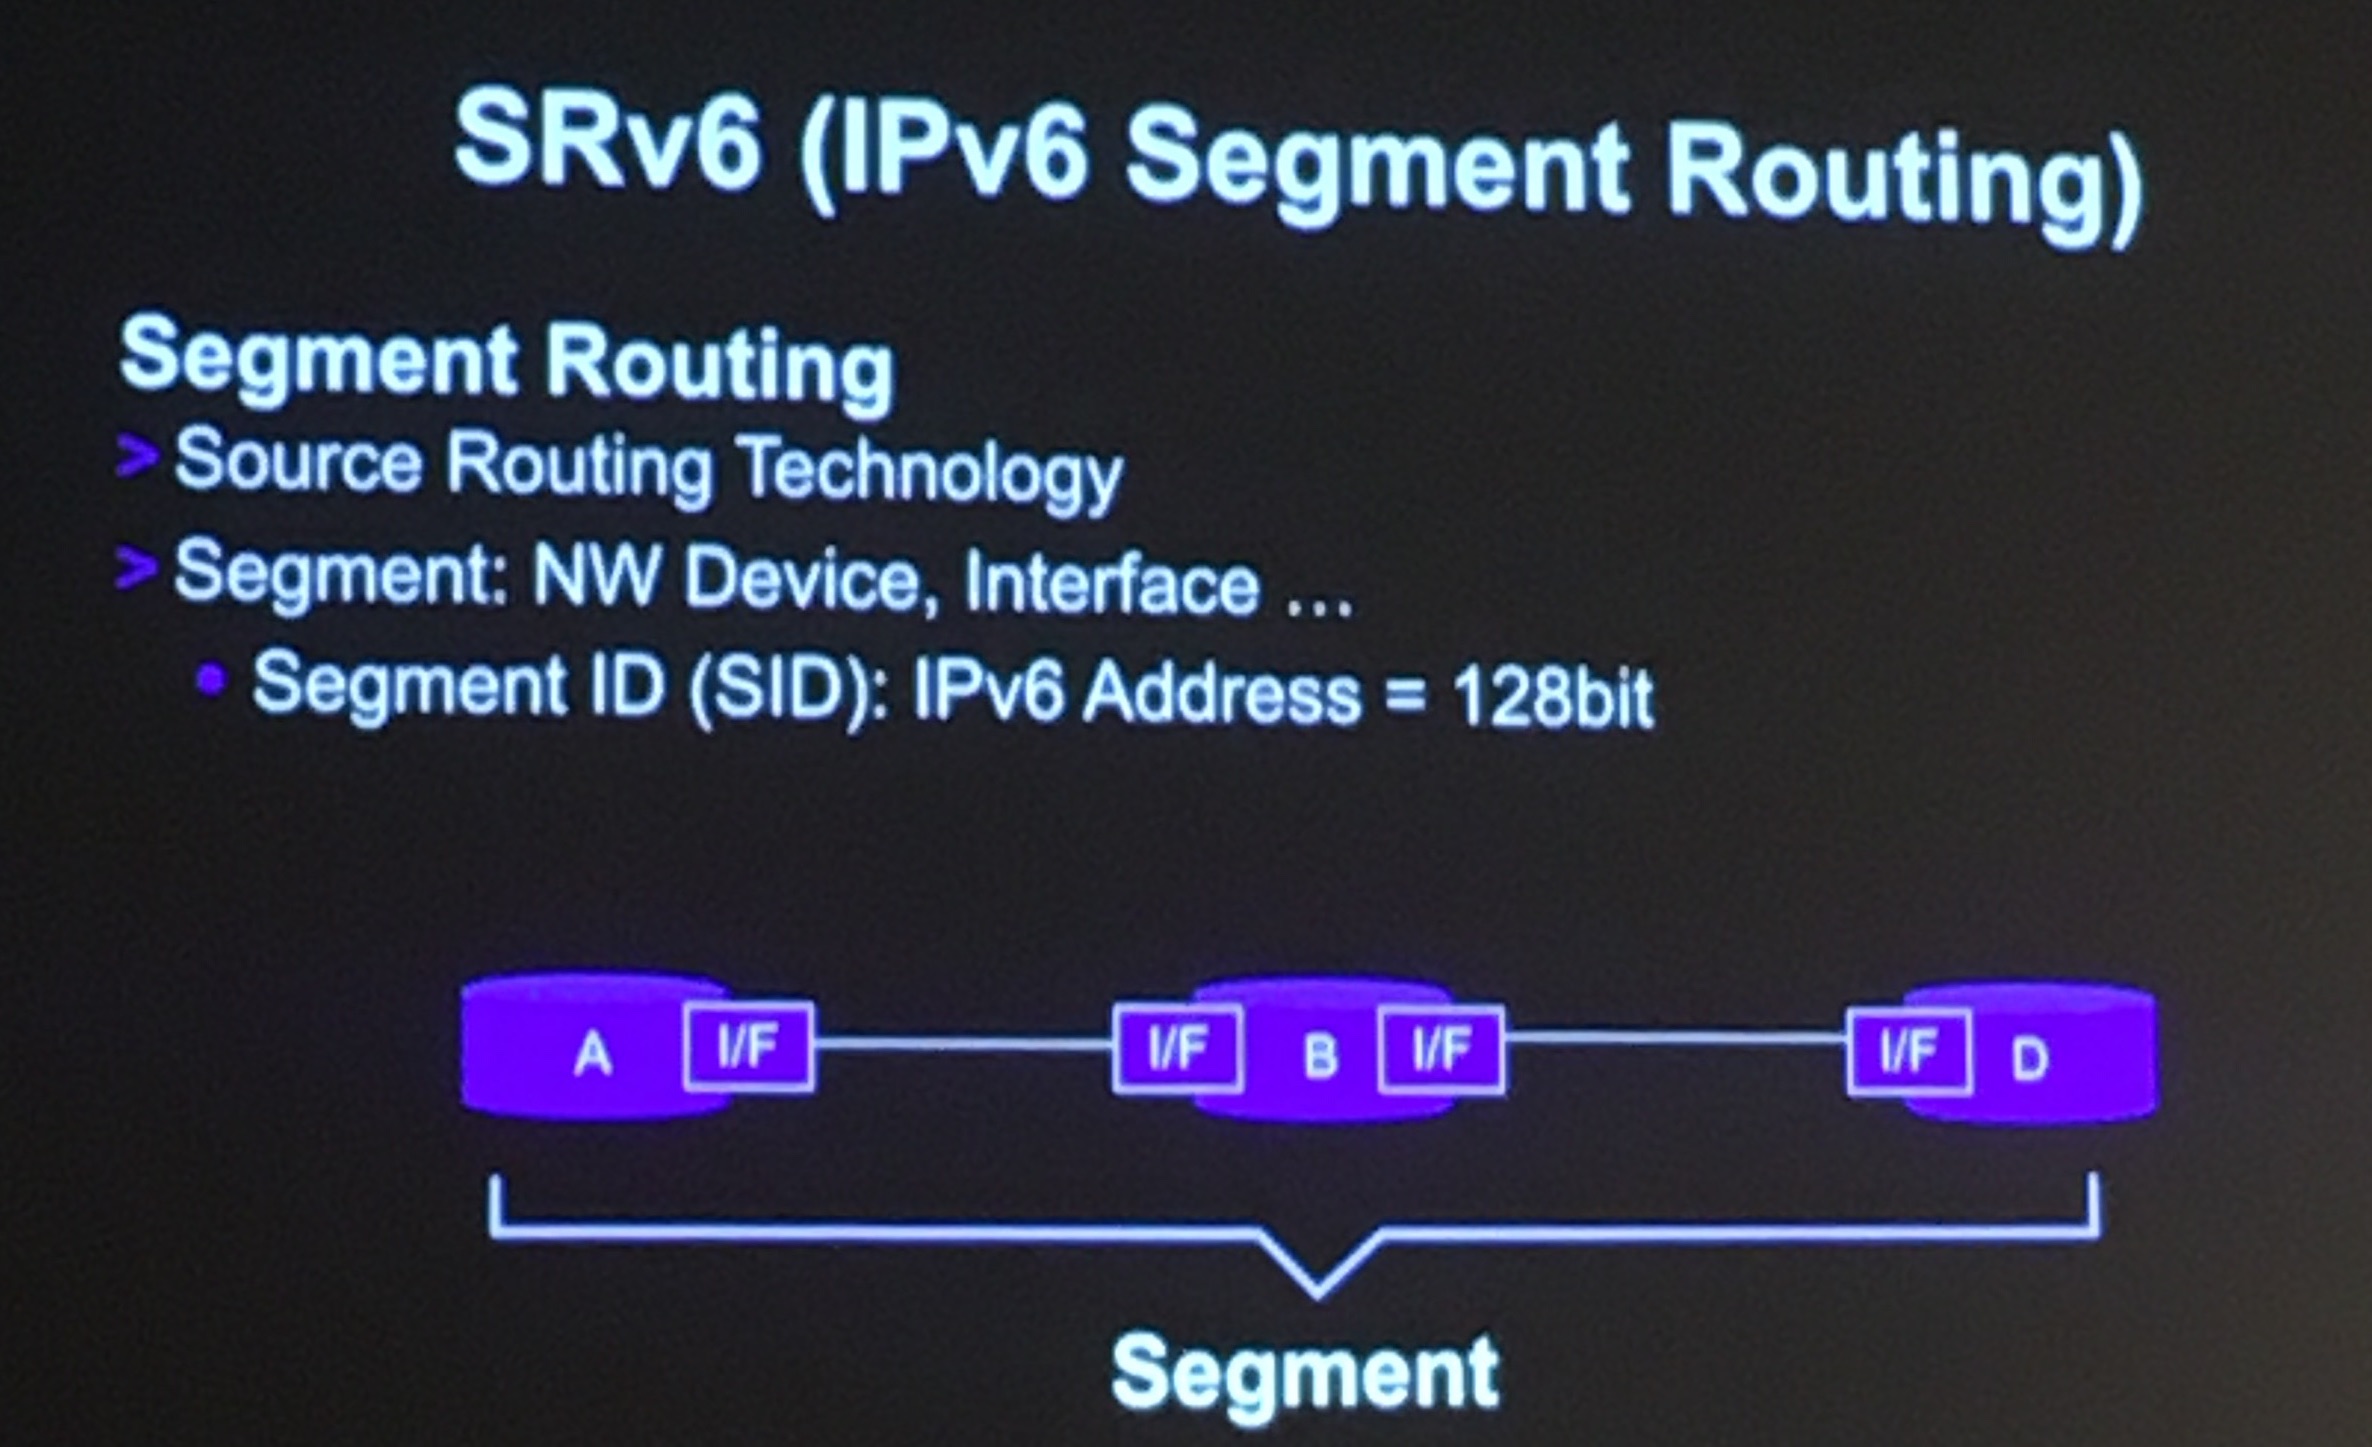 SRv6 (IPv6 Segment Routing)
Segment Routing
> Source Routing Technology
> Segment: NW Device, Interface ...
• Segment ID (SID): IPv6 Address = 128bit
A I/F I/F B I/F I/F D
Segment